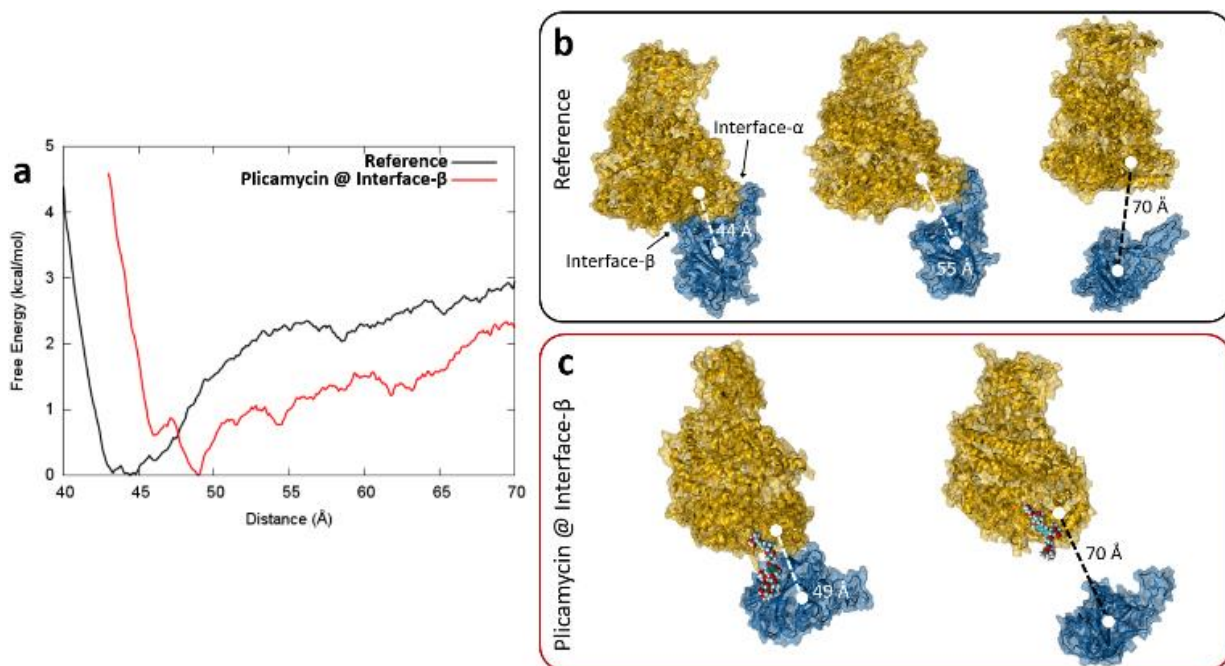 a
Reference
Plicamycin @ Interface-β
Free Energy (kcal/mol)
5
4
3
2
1
0
40
45
50
55
60
65
70
Distance (Å)
b
Reference
Interface-α
Interface-β
44 Å
55 Å
70 Å
c
Plicamycin @ Interface-β
49 Å
70 Å